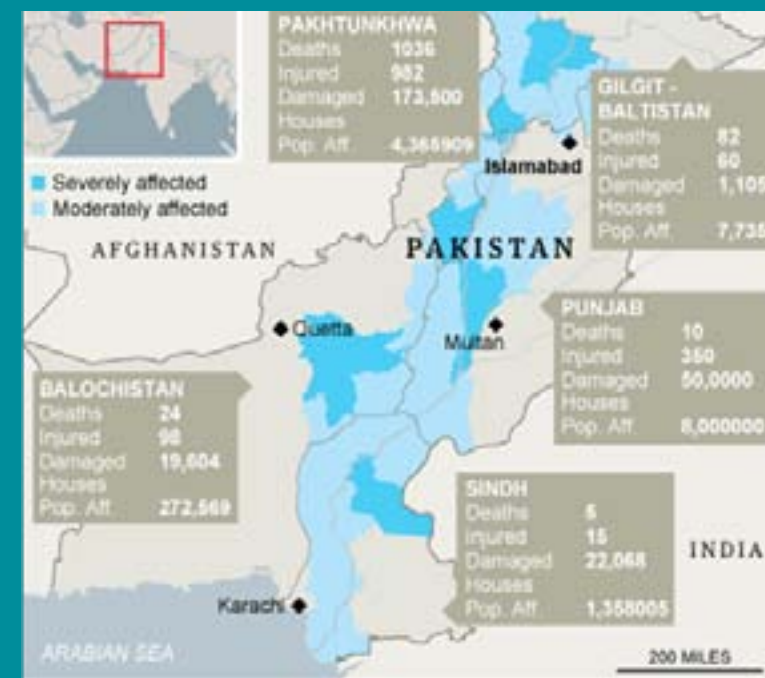 PAKHTUNKHWA
Deaths 1036
Injured 982
Damaged 173,500
Houses
Pop. Aff 4,365909
GILGIT -
BALTISTAN
Deaths 82
Injured 60
Damaged 1,105
Houses
Pop. Aff. 7,735
Islamabad
Severely affected
Moderately affected
AFGHANISTAN
PAKISTAN
PUNJAB
Deaths 10
Injured 350
Damaged 50,0000
Houses
Pop. Aff. 8,000000
Quetta
Multan
BALOCHISTAN
Deaths 24
Injured 98
Damaged 19,604
Houses
Pop. Aff 272,569
SINDH
Deaths 5
Injured 15
Damaged 22,068
Houses
Pop. Aff 1,358005
INDIA
Karachi
ARABIAN SEA
200 MILES